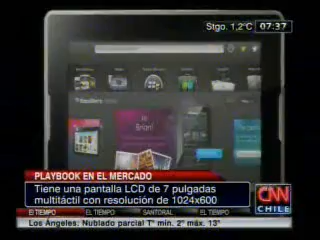 Stgo. 1,2°C 07:37
BlackBerry
PLAYBOOK EN EL MERCADO
Tiene una pantalla LCD de 7 pulgadas
multitáctil con resolución de 1024x600
CNN
CHILE
EL TIEMPO EL TIEMPO SANTORAL EL TIEMPO
Los Angeles: Nublado parcial T° mín. 2° máx. 13°